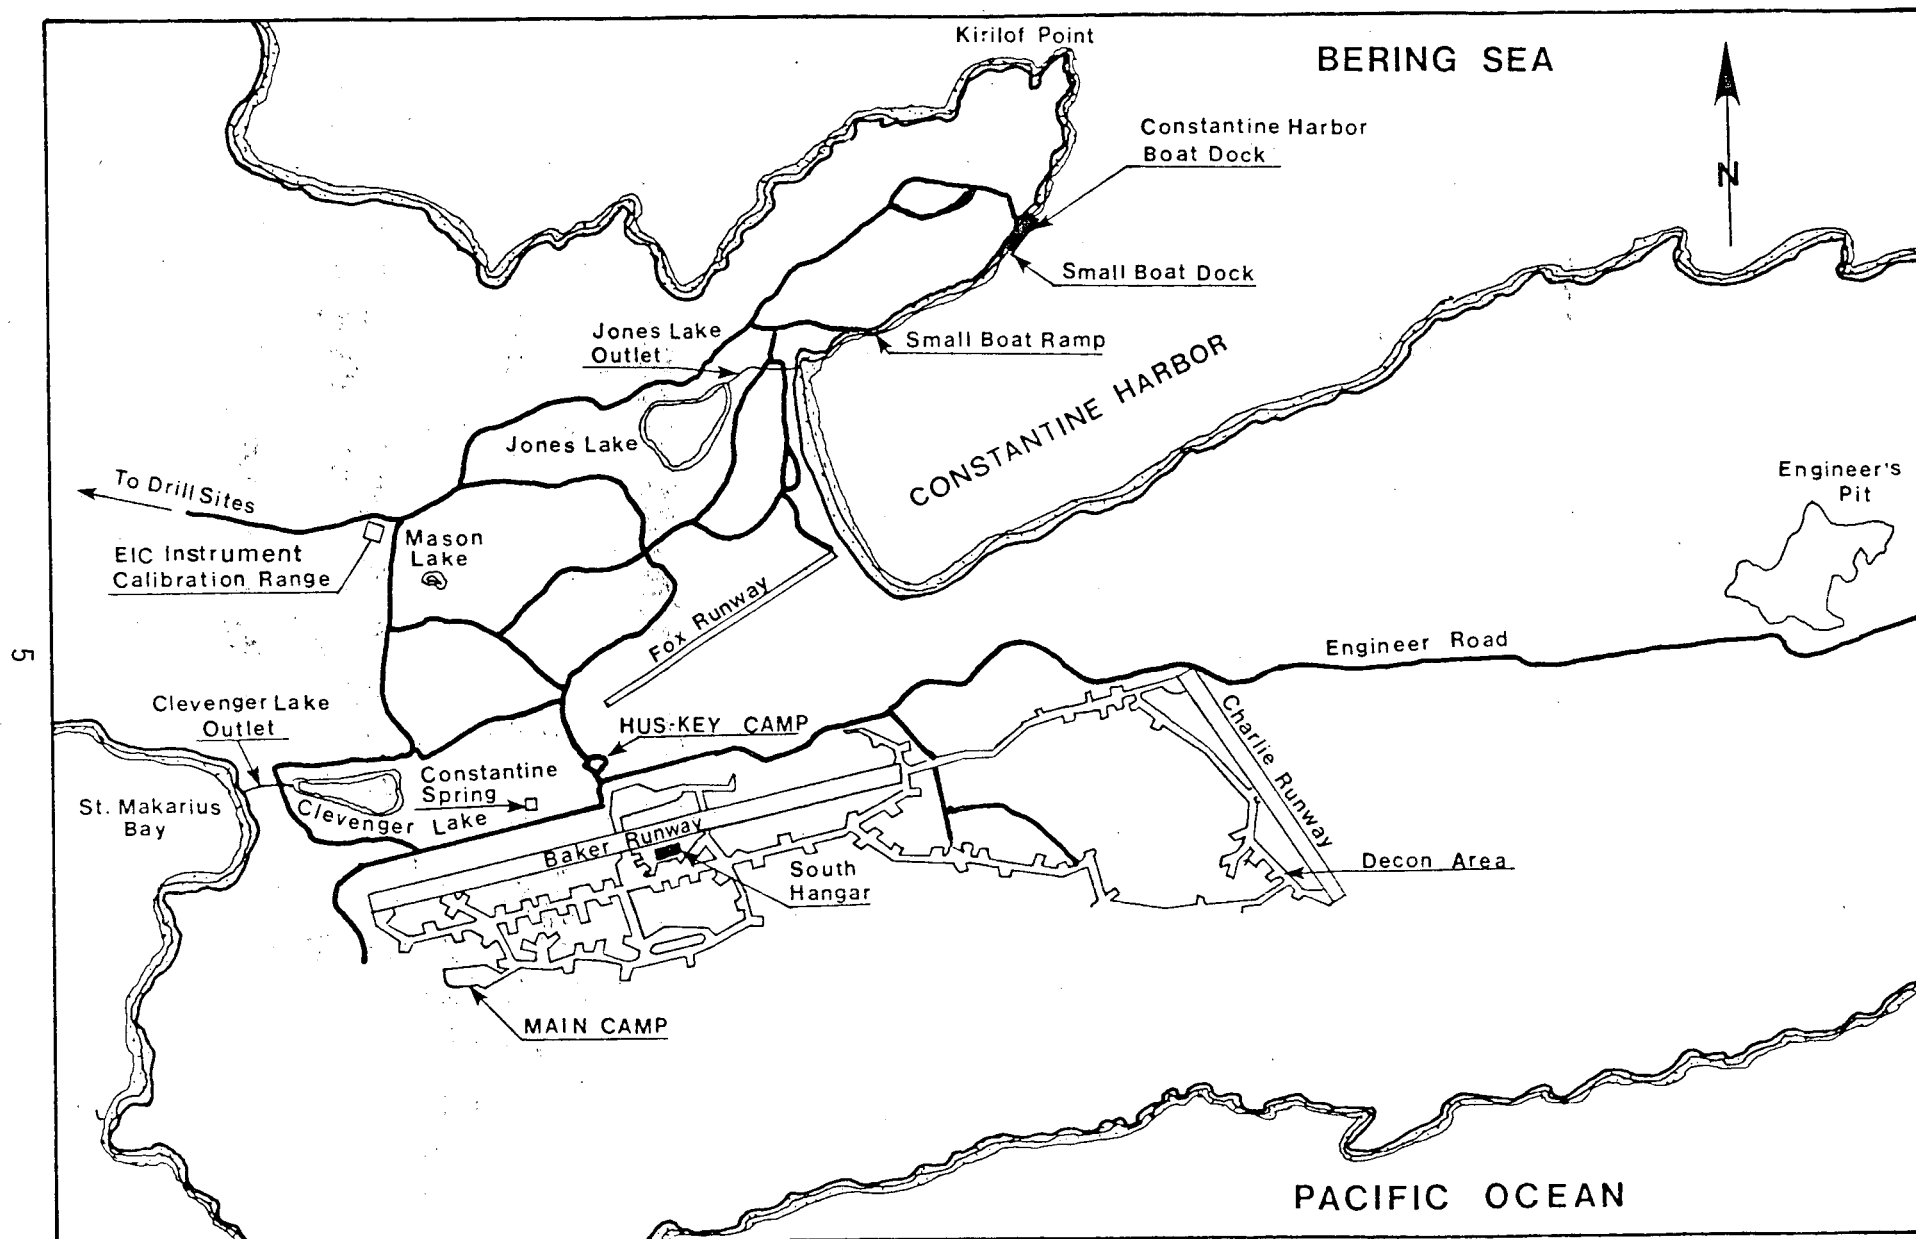 Kirilof Point
BERING SEA
Constantine Harbor
Boat Dock
N
Small Boat Dock
Jones Lake
Outlet
Small Boat Ramp
CONSTANTINE HARBOR
Jones Lake
To Drill Sites
Engineer's
Pit
Mason
Lake
EIC Instrument
Calibration Range
Fox Runway
Engineer Road
5
Clevenger Lake
Outlet
HUS-KEY CAMP
Charlie Runway
Constantine
Spring
St. Makarius
Bay
Clevenger Lake
Baker Runway
South
Hangar
Decon Area
MAIN CAMP
PACIFIC OCEAN